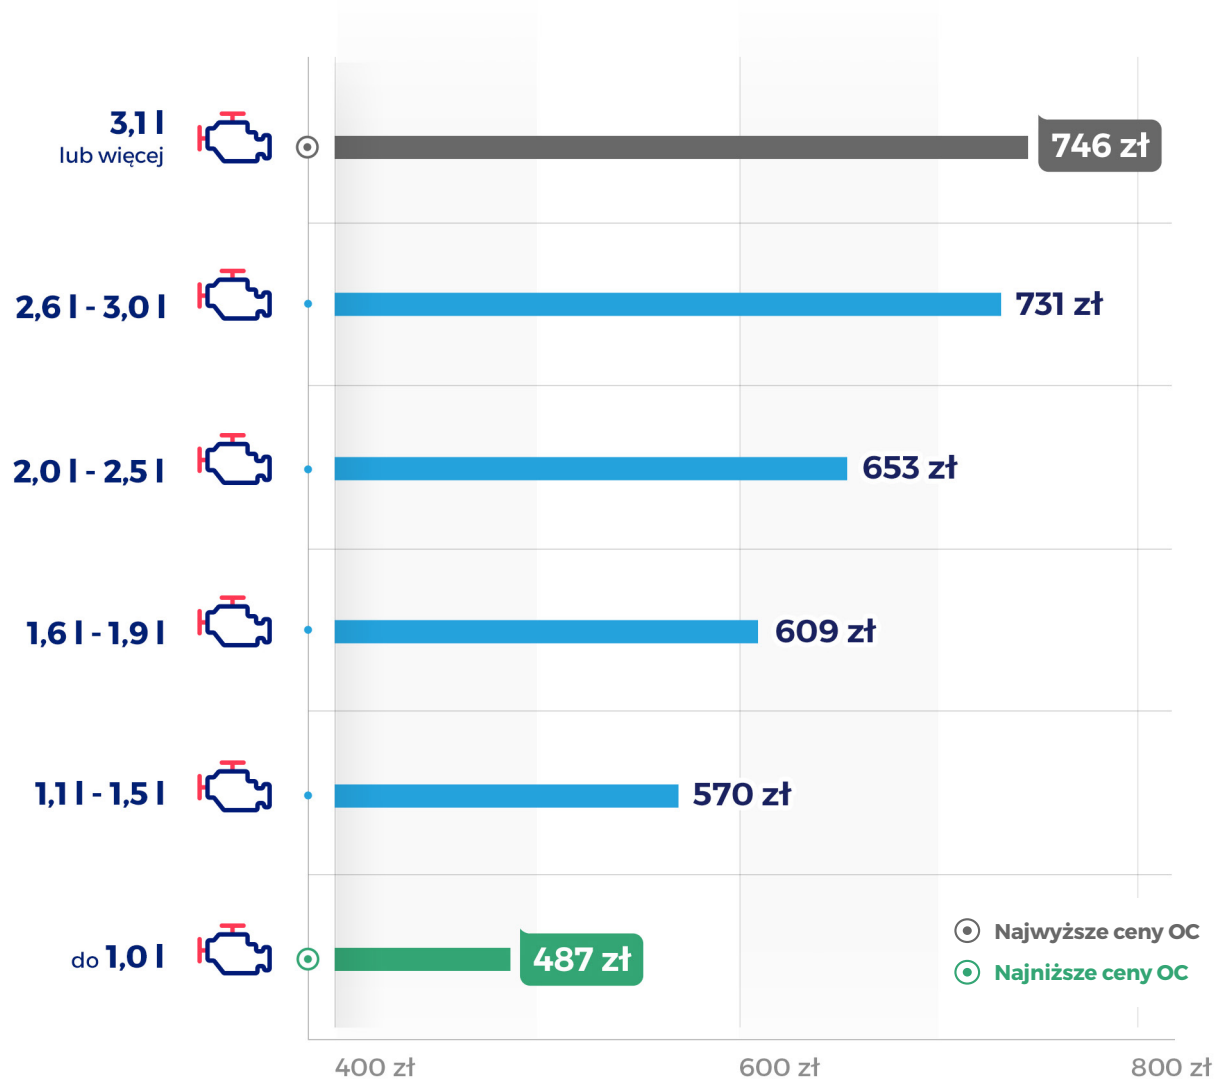 3,1 l
lub więcej
746 zł
2,6 l - 3,0 l
731 zł
2,0 l - 2,5 l
653 zł
1,6 l - 1,9 l
609 zł
1,1 l - 1,5 l
570 zł
do 1,0 l
487 zł
Najwyższe ceny OC
Najniższe ceny OC
400 zł
600 zł
800 zł